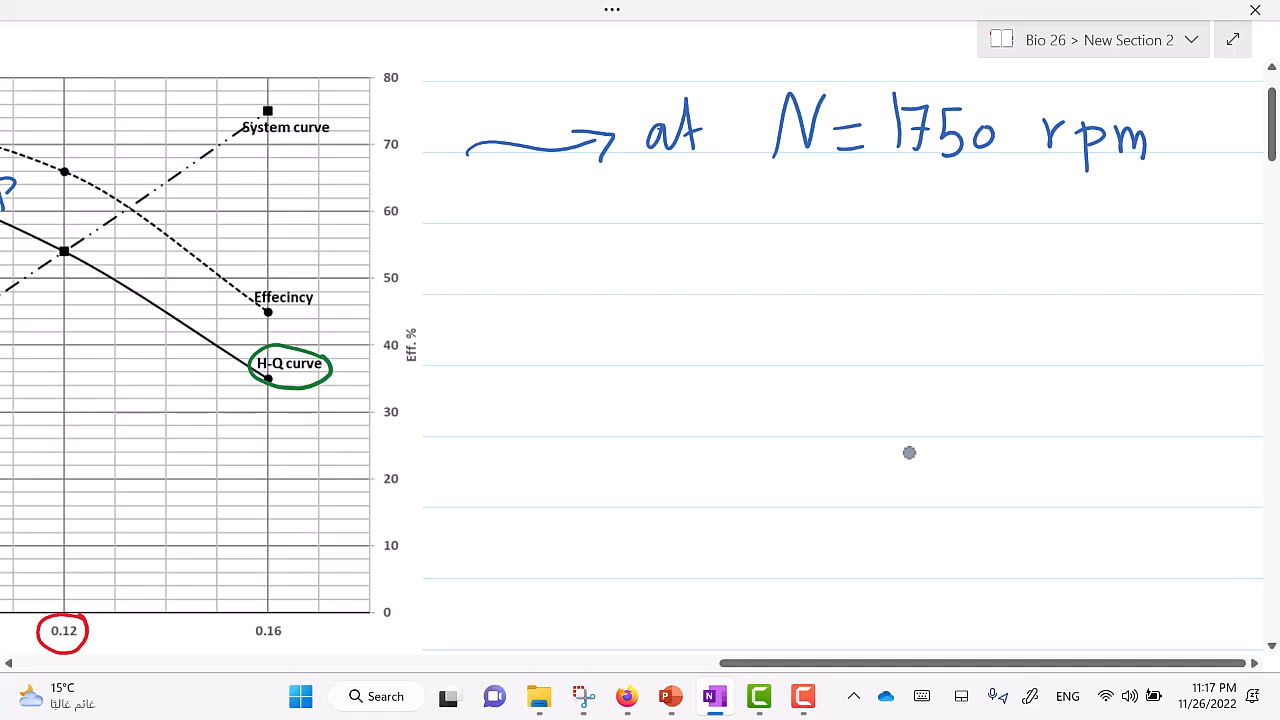 Bio 26 > New Section 2
at N = 1750 rpm
80
70
60
50
40
30
20
10
0
System curve
Effecincy
H-Q curve
Eff. %
P
0.12
0.16
15°C
غائم غالبًا
Search
ENG
11:17 PM
11/26/2022